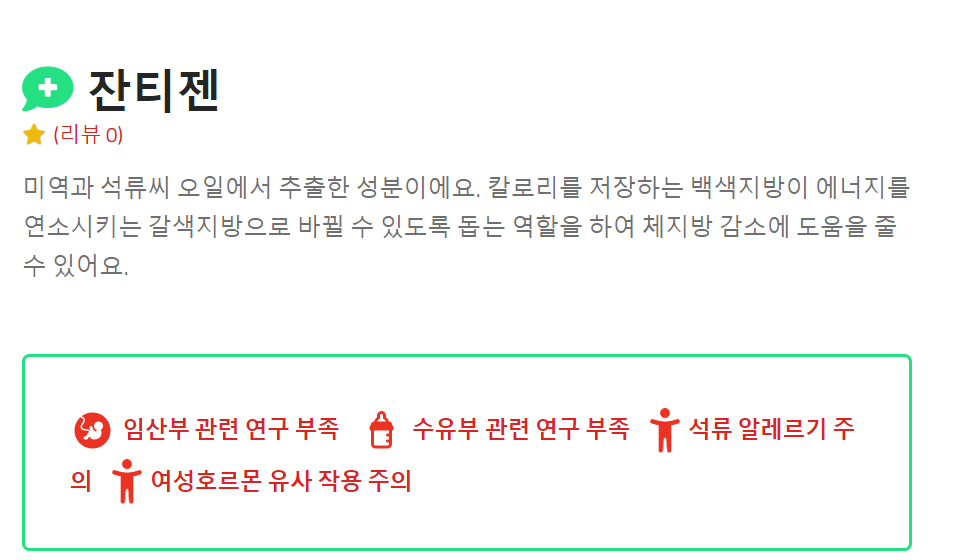 잔티젠
(리뷰 0)
미역과 석류씨 오일에서 추출한 성분이에요. 칼로리를 저장하는 백색지방이 에너지를
연소시키는 갈색지방으로 바뀔 수 있도록 돕는 역할을 하여 체지방 감소에 도움을 줄
수 있어요.
임산부 관련 연구 부족 수유부 관련 연구 부족 석류 알레르기 주
의 여성호르몬 유사 작용 주의